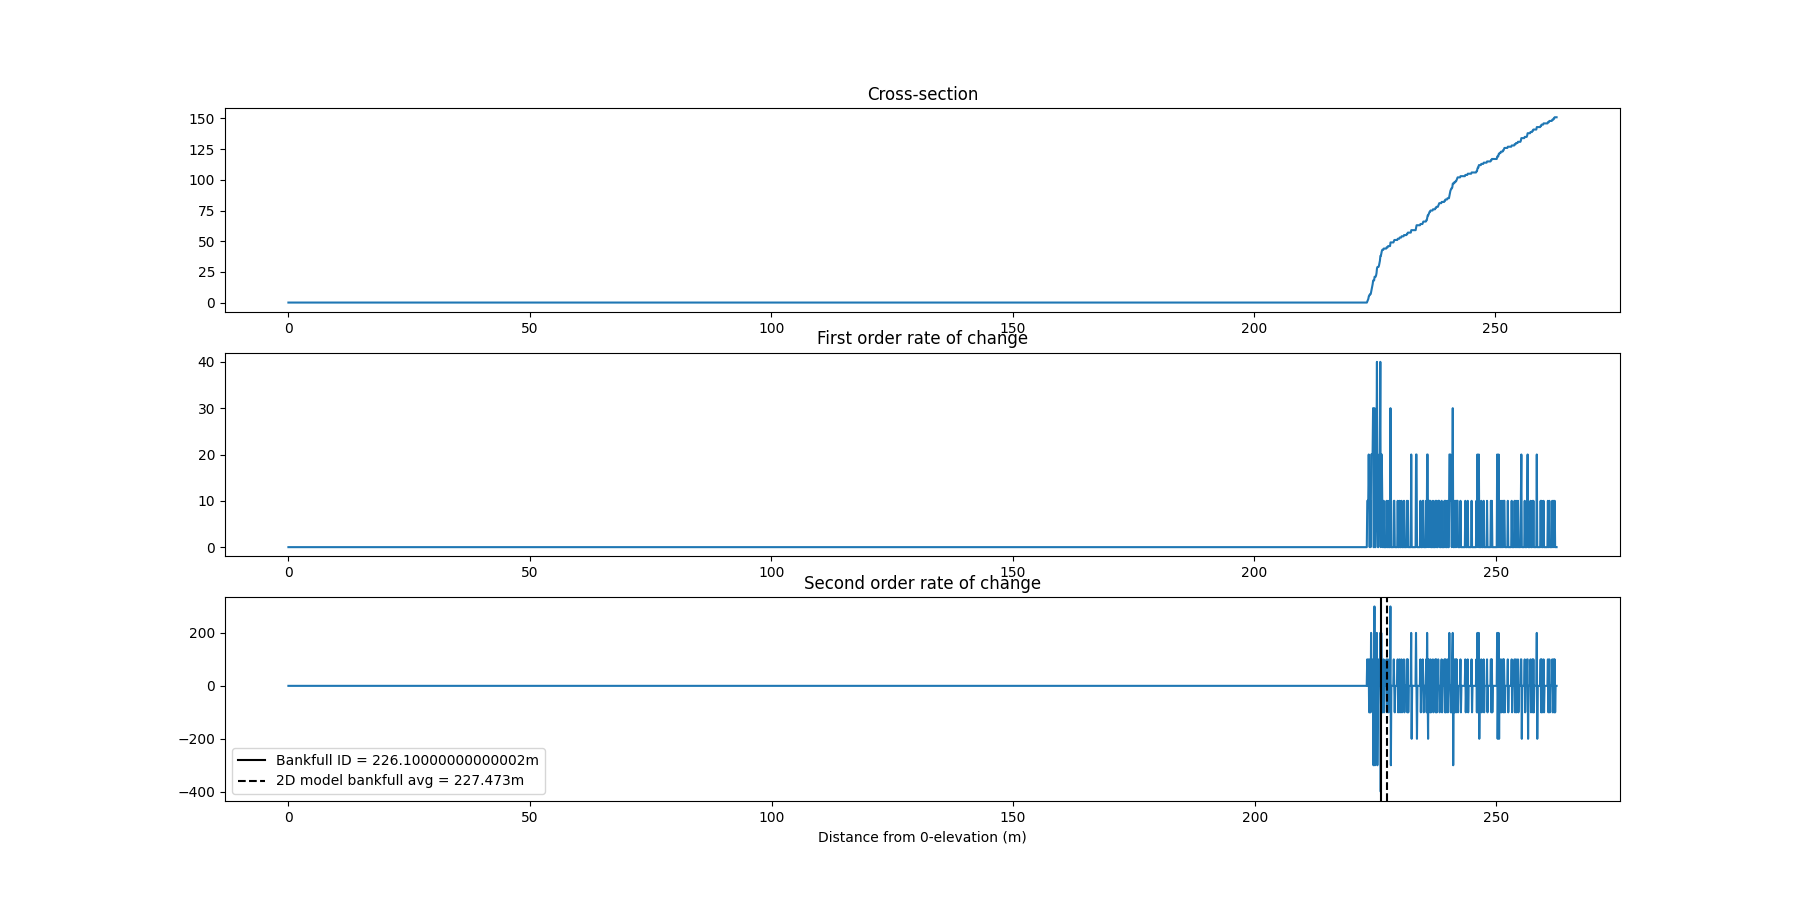 Cross-section
150
125
100
75
50
25
0
0 50 100 150 200 250
First order rate of change
40
30
20
10
0
0 50 100 150 200 250
Second order rate of change
200
0
−200
−400
Bankfull ID = 226.10000000000002m
2D model bankfull avg = 227.473m
0 50 100 150 200 250
Distance from 0-elevation (m)